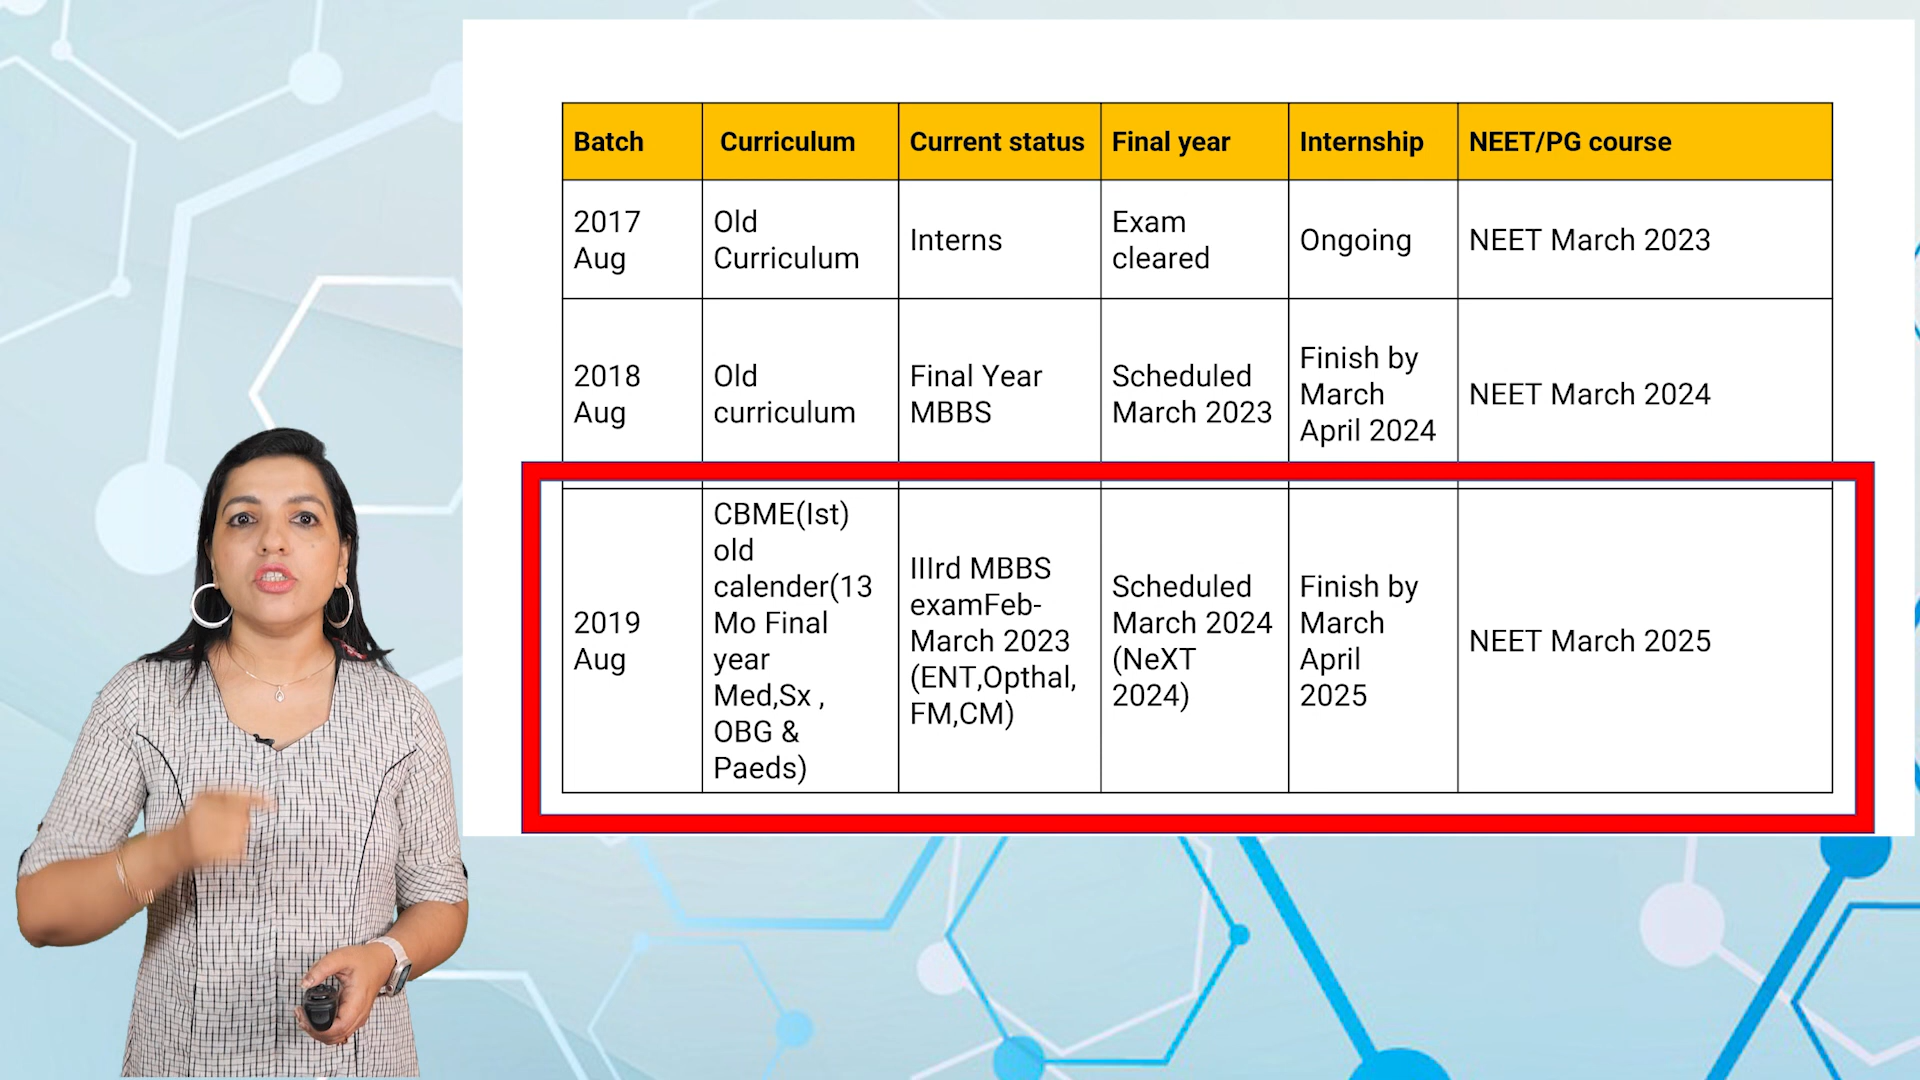 Batch
Curriculum
Current status
Final year
Internship
NEET/PG course
2017
Aug
Old
Curriculum
Interns
Exam
cleared
Ongoing
NEET March 2023
2018
Aug
Old
curriculum
Final Year
MBBS
Scheduled
March 2023
Finish by
March
April 2024
NEET March 2024
2019
Aug
CBME(Ist)
old
calender(13
Mo Final
year
Med,Sx ,
OBG &
Paeds)
IIIrd MBBS
examFeb-
March 2023
(ENT,Opthal,
FM,CM)
Scheduled
March 2024
(NeXT
2024)
Finish by
March
April
2025
NEET March 2025